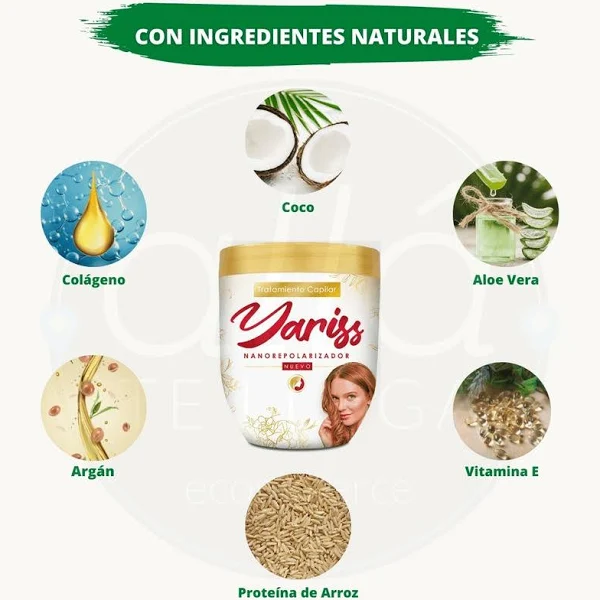 CON INGREDIENTES NATURALES
Coco
Colágeno
Aloe Vera
Tratamiento Capilar
Yariss
NANOREPOLARIZADOR
NUEVO
Argán
Vitamina E
Proteína de Arroz